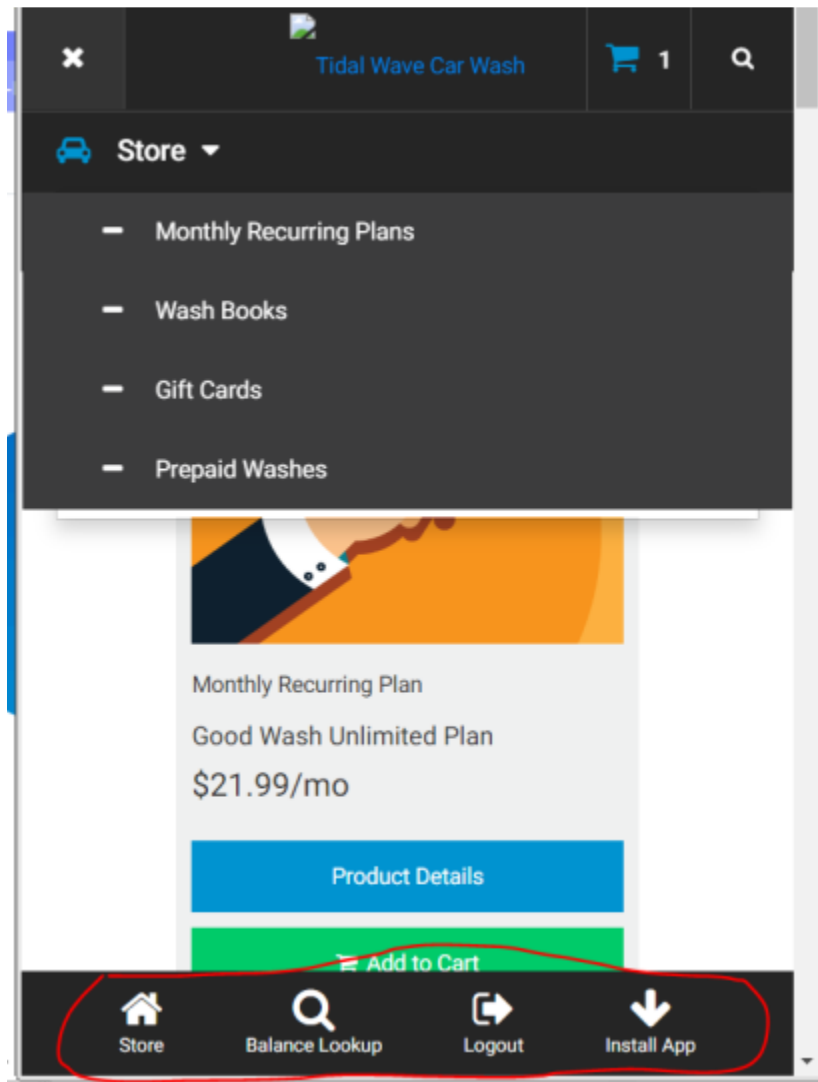 Tidal Wave Car Wash
1
Store
Monthly Recurring Plans
Wash Books
Gift Cards
Prepaid Washes
Monthly Recurring Plan
Good Wash Unlimited Plan
$21.99/mo
Product Details
Add to Cart
Store
Balance Lookup
Logout
Install App